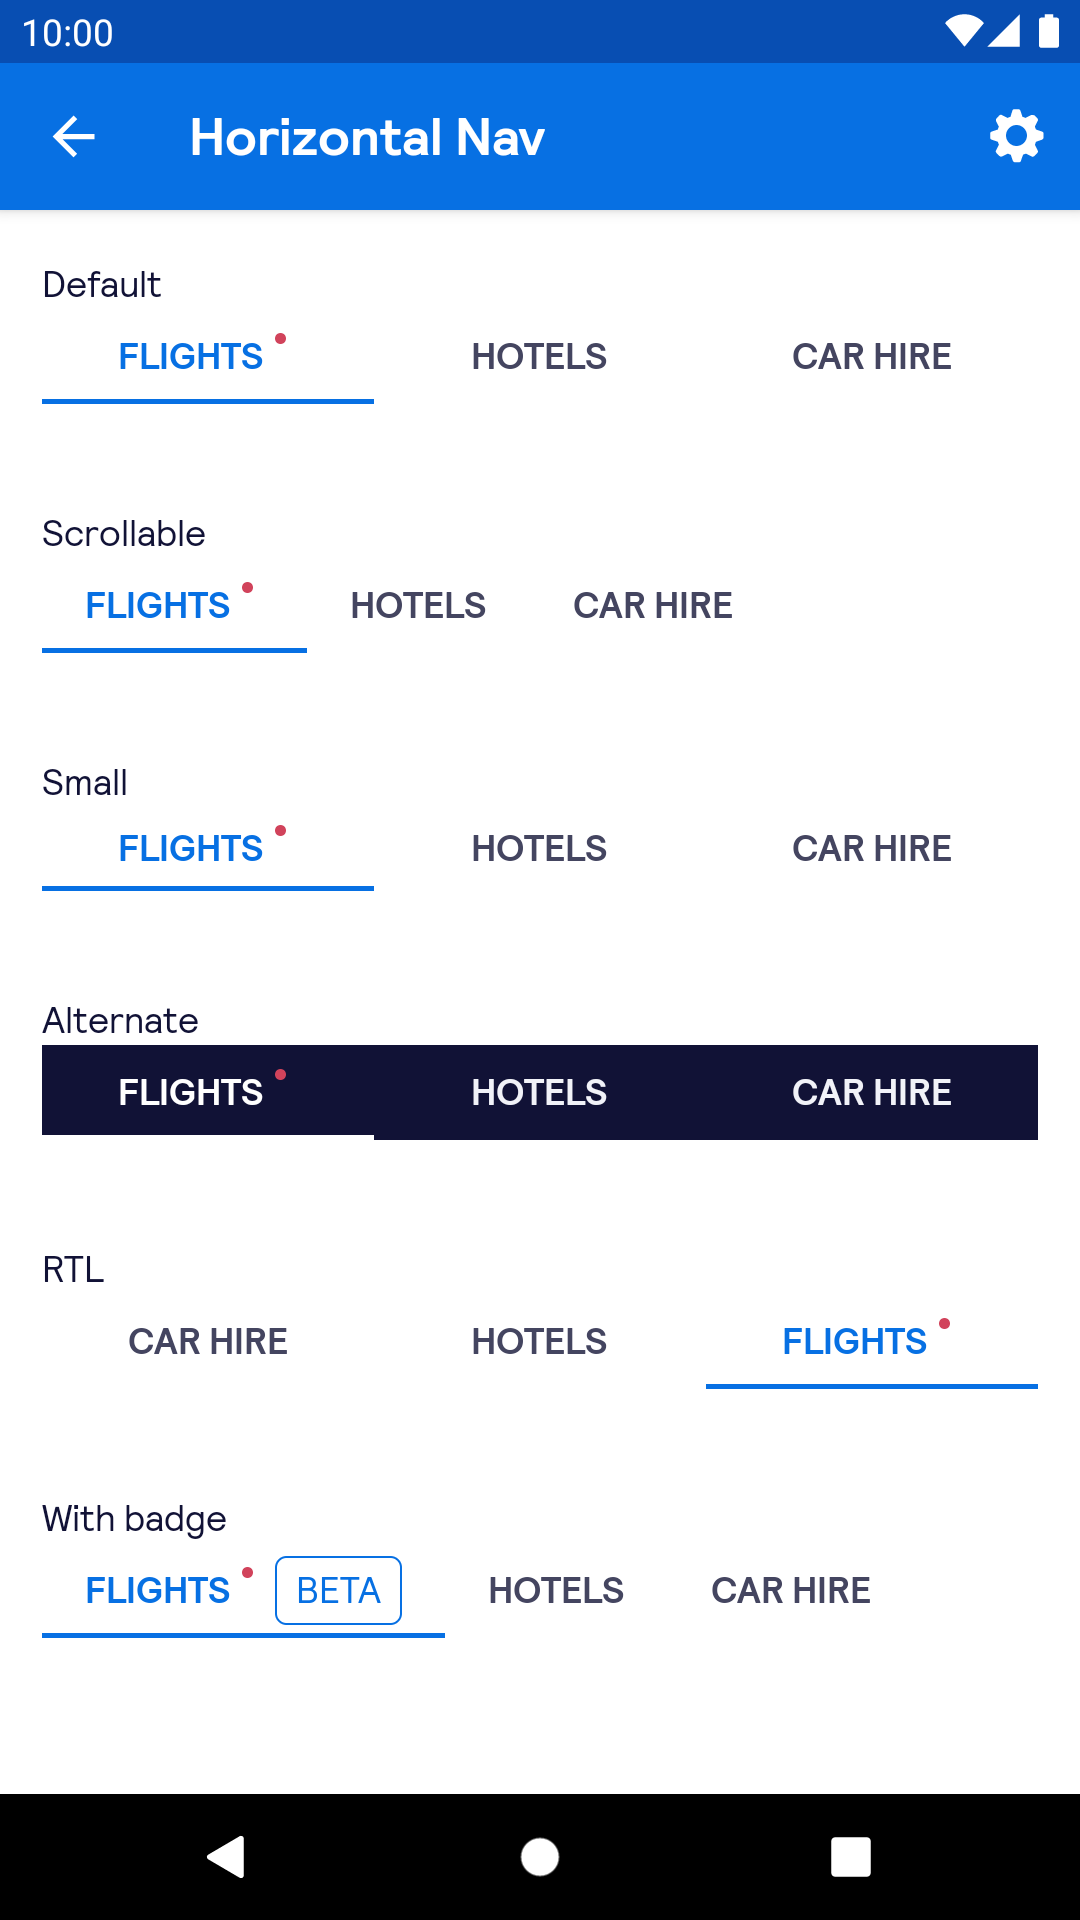 10:00
Horizontal Nav
Default
FLIGHTS HOTELS CAR HIRE
Scrollable
FLIGHTS HOTELS CAR HIRE
Small
FLIGHTS HOTELS CAR HIRE
Alternate
FLIGHTS HOTELS CAR HIRE
RTL
CAR HIRE HOTELS FLIGHTS
With badge
FLIGHTS BETA HOTELS CAR HIRE